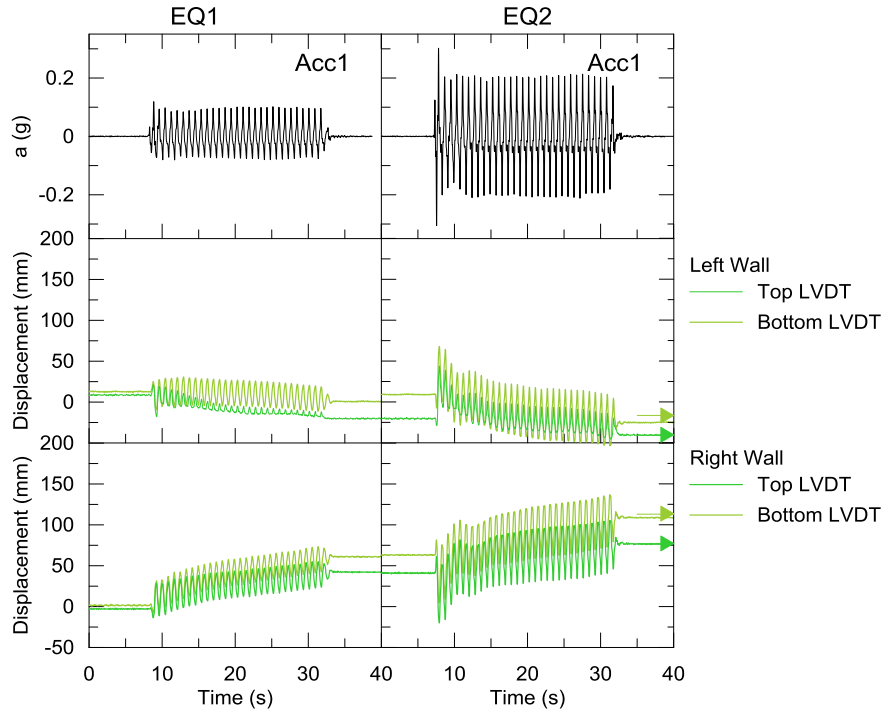 EQ1 EQ2
Acc1 Acc1
a (g)
0.2
0
-0.2
Displacement (mm)
200
150
100
50
0
Left Wall
Top LVDT
Bottom LVDT
Displacement (mm)
200
150
100
50
0
-50
Right Wall
Top LVDT
Bottom LVDT
0 10 20 30 40 10 20 30 40
Time (s) Time (s)